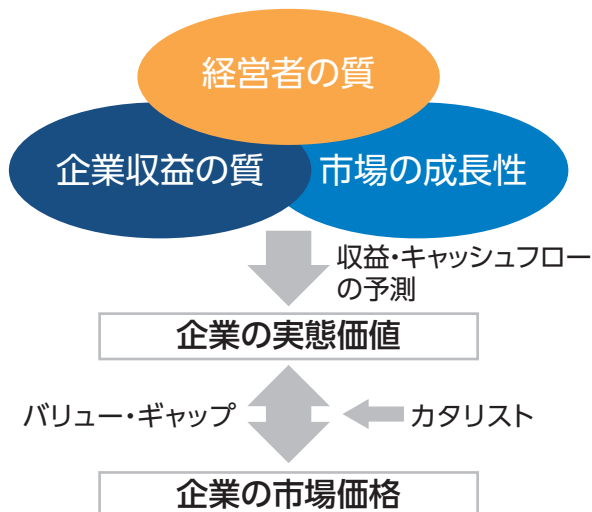 経営者の質
企業収益の質
市場の成長性
収益・キャッシュフロー
の予測
企業の実態価値
バリュー・ギャップ
カタリスト
企業の市場価格